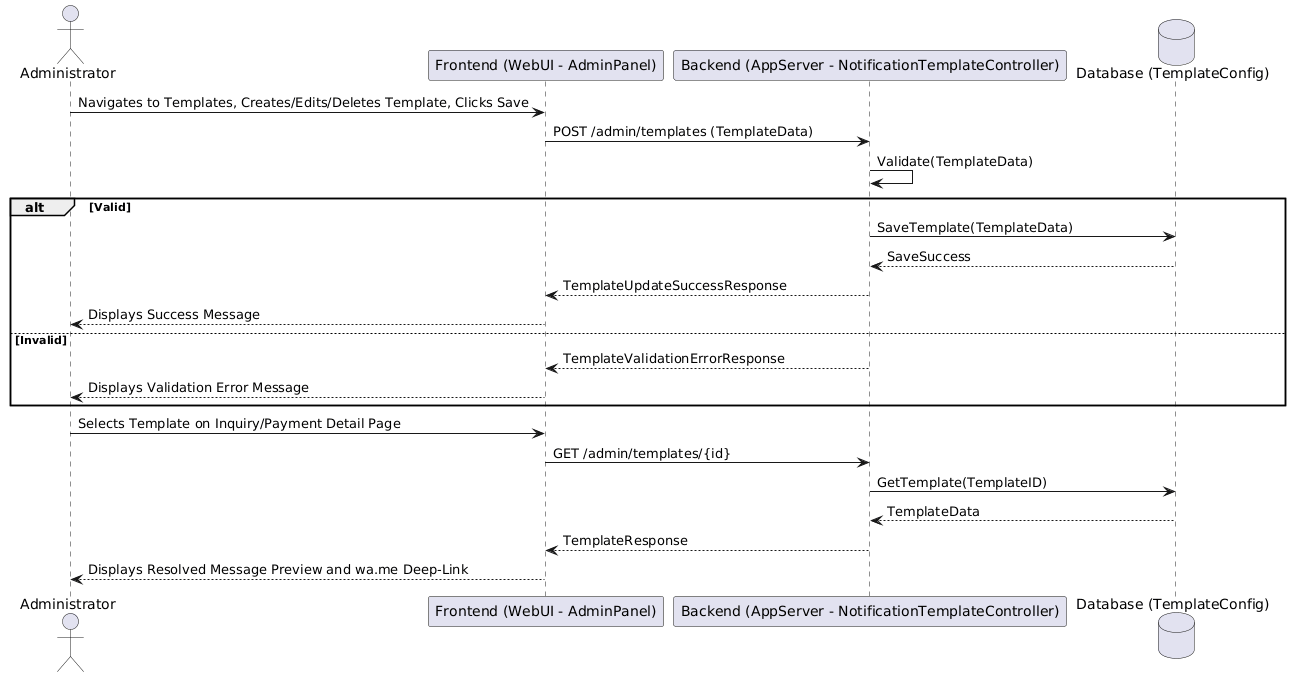 Administrator
Frontend (WebUI - AdminPanel)
Backend (AppServer - NotificationTemplateController)
Database (TemplateConfig)
Navigates to Templates, Creates/Edits/Deletes Template, Clicks Save
POST /admin/templates (TemplateData)
Validate(TemplateData)
alt
[Valid]
SaveTemplate(TemplateData)
SaveSuccess
TemplateUpdateSuccessResponse
Displays Success Message
[Invalid]
TemplateValidationErrorResponse
Displays Validation Error Message
Selects Template on Inquiry/Payment Detail Page
GET /admin/templates/{id}
GetTemplate(TemplateID)
TemplateData
TemplateResponse
Displays Resolved Message Preview and wa.me Deep-Link
Administrator
Frontend (WebUI - AdminPanel)
Backend (AppServer - NotificationTemplateController)
Database (TemplateConfig)